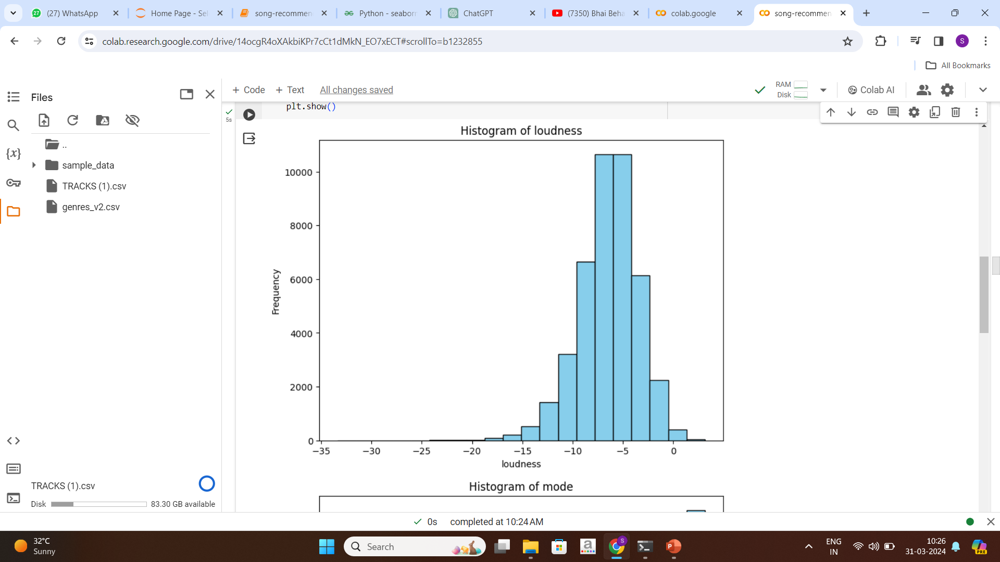 (27) WhatsApp
Home Page - Sel
song-recommen
Python - seaborn
ChatGPT
(7350) Bhai Beha
colab.google
song-recommen
colab.research.google.com/drive/14ocgR4oXAkbiKPr7cCt1dMkN_EO7xECT#scrollTo=b1232855
S
All Bookmarks
Files
+ Code + Text All changes saved
RAM
Disk
Colab AI
plt.show()
5s
{x}
..
sample_data
TRACKS (1).csv
genres_v2.csv
Histogram of loudness
10000
8000
6000
4000
2000
0
Frequency
−35 −30 −25 −20 −15 −10 −5 0
loudness
Histogram of mode
TRACKS (1).csv
Disk 83.30 GB available
0s completed at 10:24 AM
32°C
Sunny
Search
ENG
IN
10:26
31-03-2024